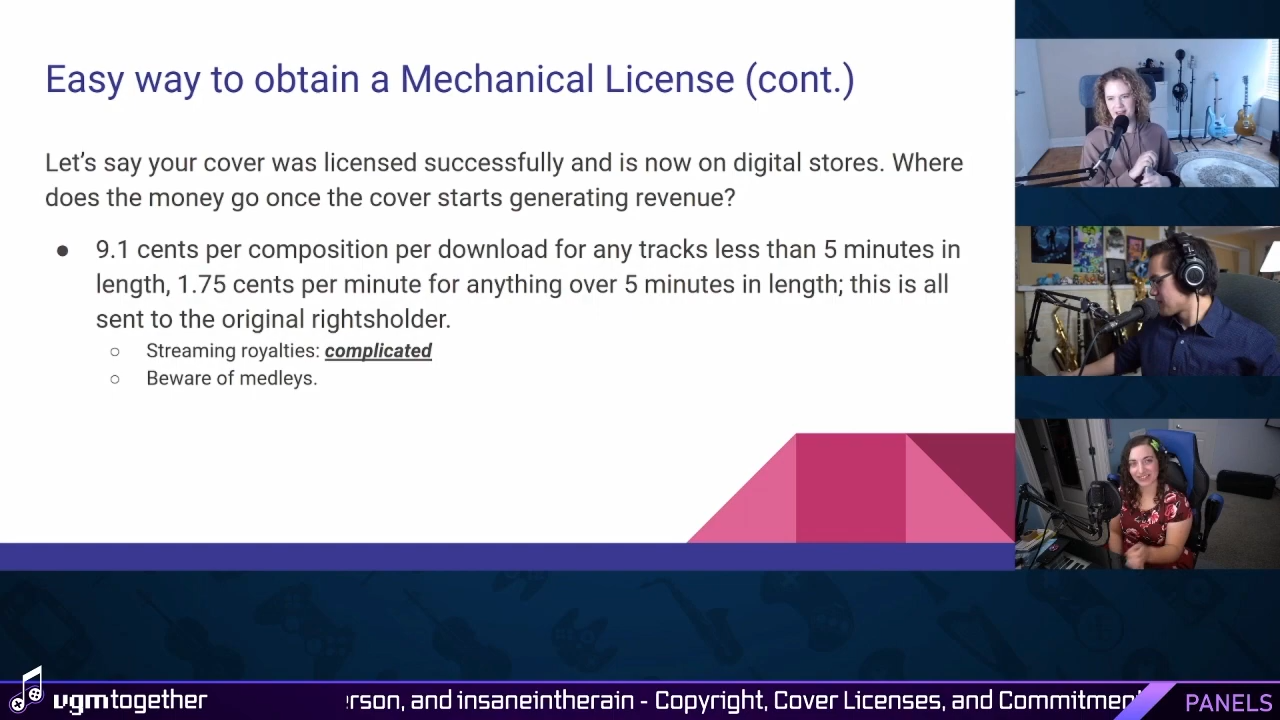 Easy way to obtain a Mechanical License (cont.)
Let's say your cover was licensed successfully and is now on digital stores. Where
does the money go once the cover starts generating revenue?
● 9.1 cents per composition per download for any tracks less than 5 minutes in
length, 1.75 cents per minute for anything over 5 minutes in length; this is all
sent to the original rightsholder.
○ Streaming royalties: complicated
○ Beware of medleys.
vgmtogether
rson, and insaneintherain - Copyright, Cover Licenses, and Commitment
PANELS